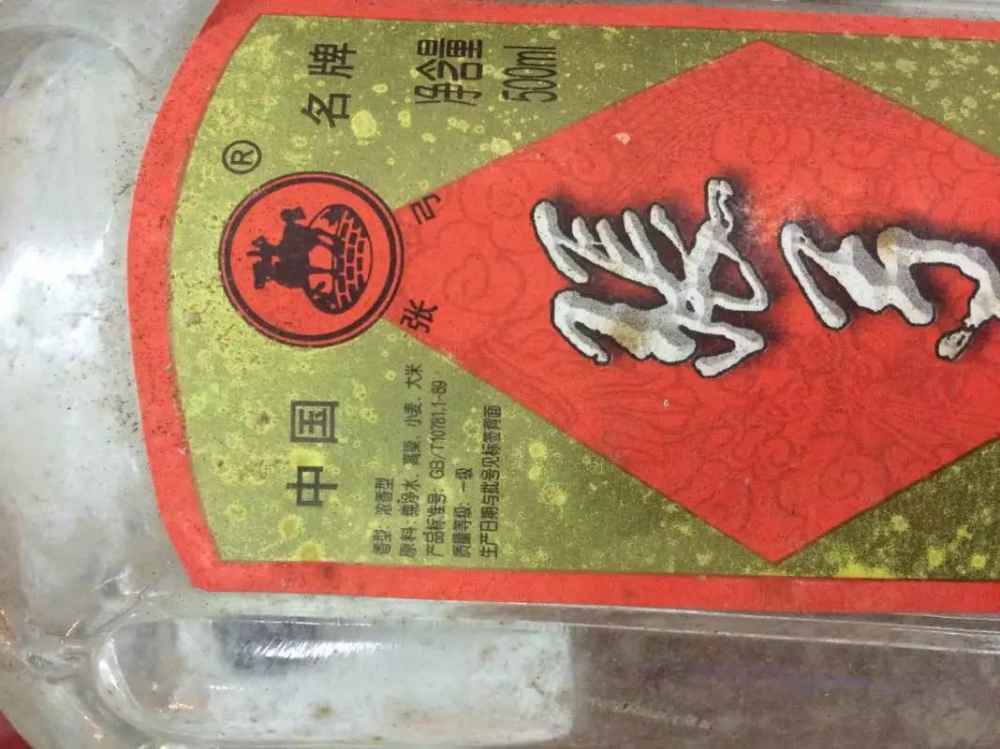 中国名牌
®
张弓
净含量
500ml
香型：浓香型
原料：纯净水、高粱、小麦、大米
产品标准号：GB/T10781.1-89
质量等级：一级
生产日期与批号见标签背面
张弓